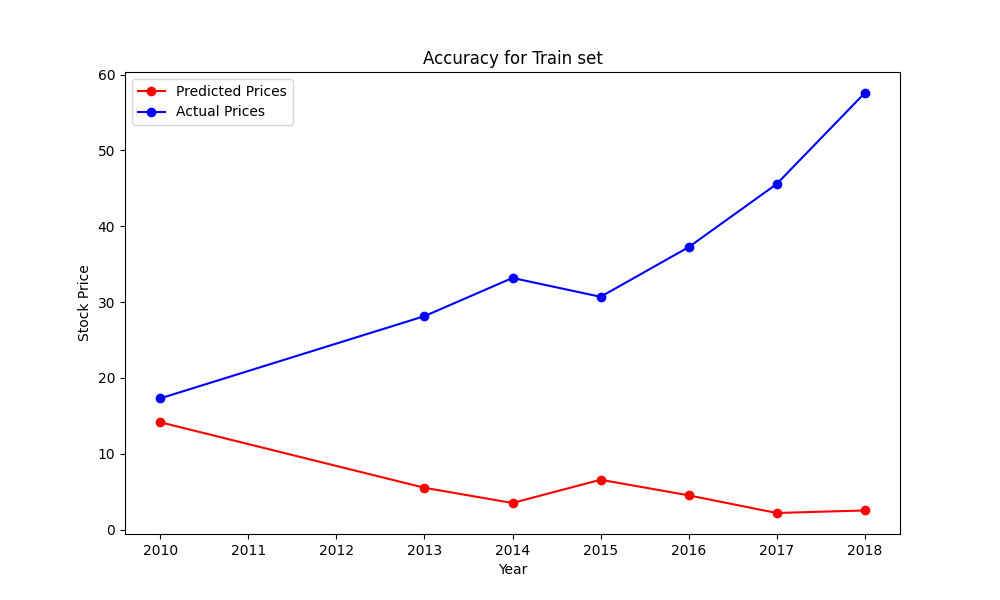 Accuracy for Train set
Predicted Prices
Actual Prices
60
50
40
30
20
10
0
Stock Price
2010 2011 2012 2013 2014 2015 2016 2017 2018
Year